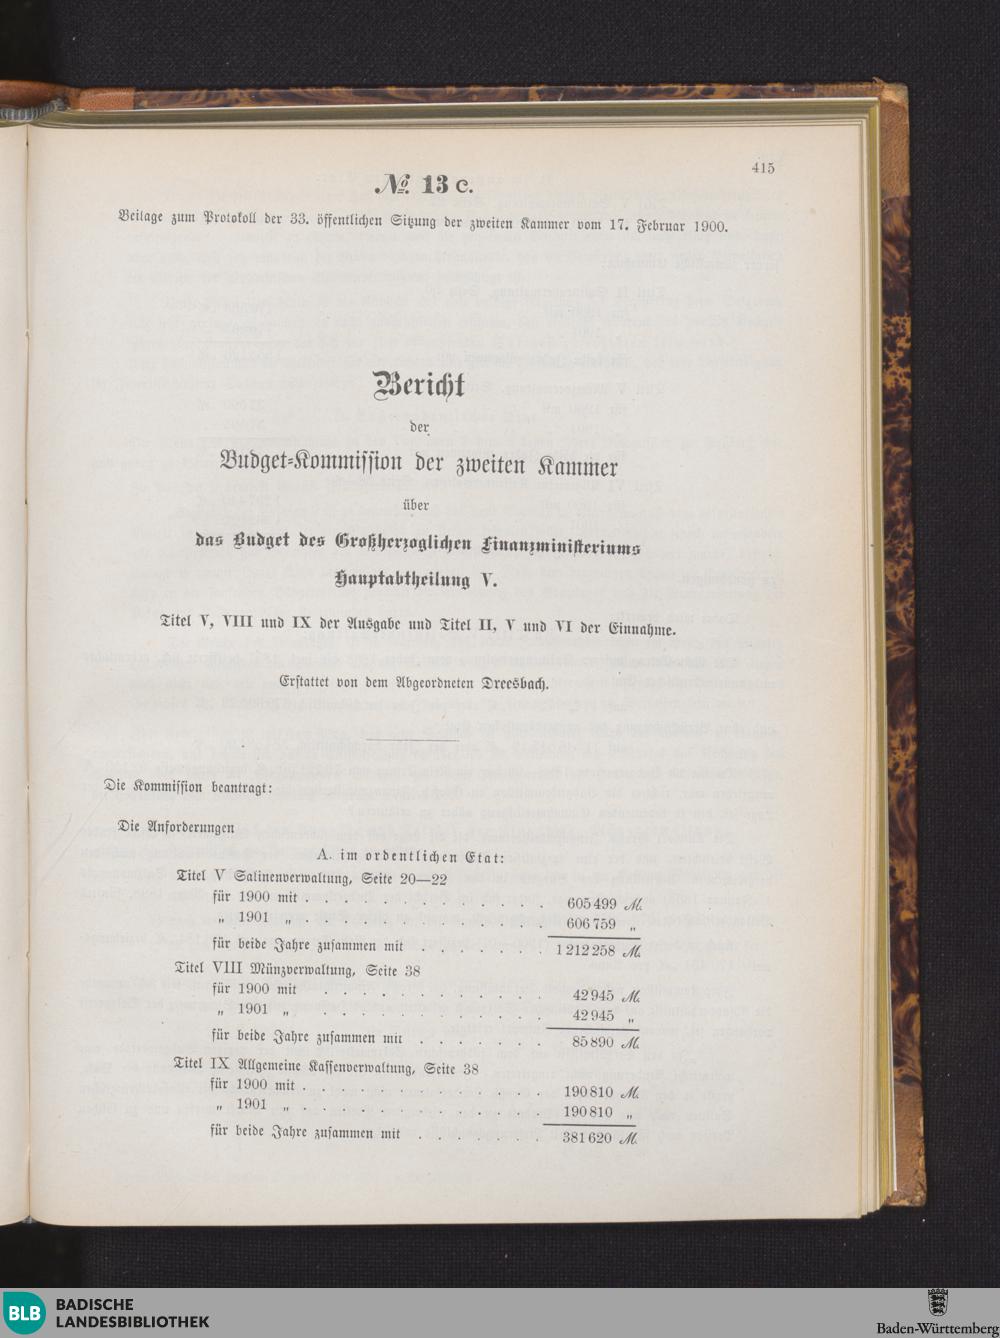 415
№ 13 c.
Beilage zum Protokoll der 33. öffentlichen Sitzung der zweiten Kammer vom 17. Februar 1900.
Bericht
der
Budget-Kommission der zweiten Kammer
über
das Budget des Großherzoglichen Finanzministeriums
Hauptabtheilung V.
Titel V, VIII und IX der Ausgabe und Titel II, V und VI der Einnahme.
Erstattet von dem Abgeordneten Dreesbach.
Die Kommission beantragt:
Die Anforderungen
A. im ordentlichen Etat:
Titel V Salinenverwaltung, Seite 20—22
für 1900 mit . . . . . . . . . . . . . 605 499 M.
„ 1901 „ . . . . . . . . . . . . . 606 759 „
für beide Jahre zusammen mit . . . . . . . 1 212 258 M.
Titel VIII Münzverwaltung, Seite 38
für 1900 mit . . . . . . . . . . . . 42 945 M.
„ 1901 „ . . . . . . . . . . . . . 42 945 „
für beide Jahre zusammen mit . . . . . . . 85 890 M.
Titel IX Allgemeine Kassenverwaltung, Seite 38
für 1900 mit . . . . . . . . . . . . . 190 810 M.
„ 1901 „ . . . . . . . . . . . . . 190 810 „
für beide Jahre zusammen mit . . . . . . . 381 620 M.
BLB BADISCHE
LANDESBIBLIOTHEK
Baden-Württemberg